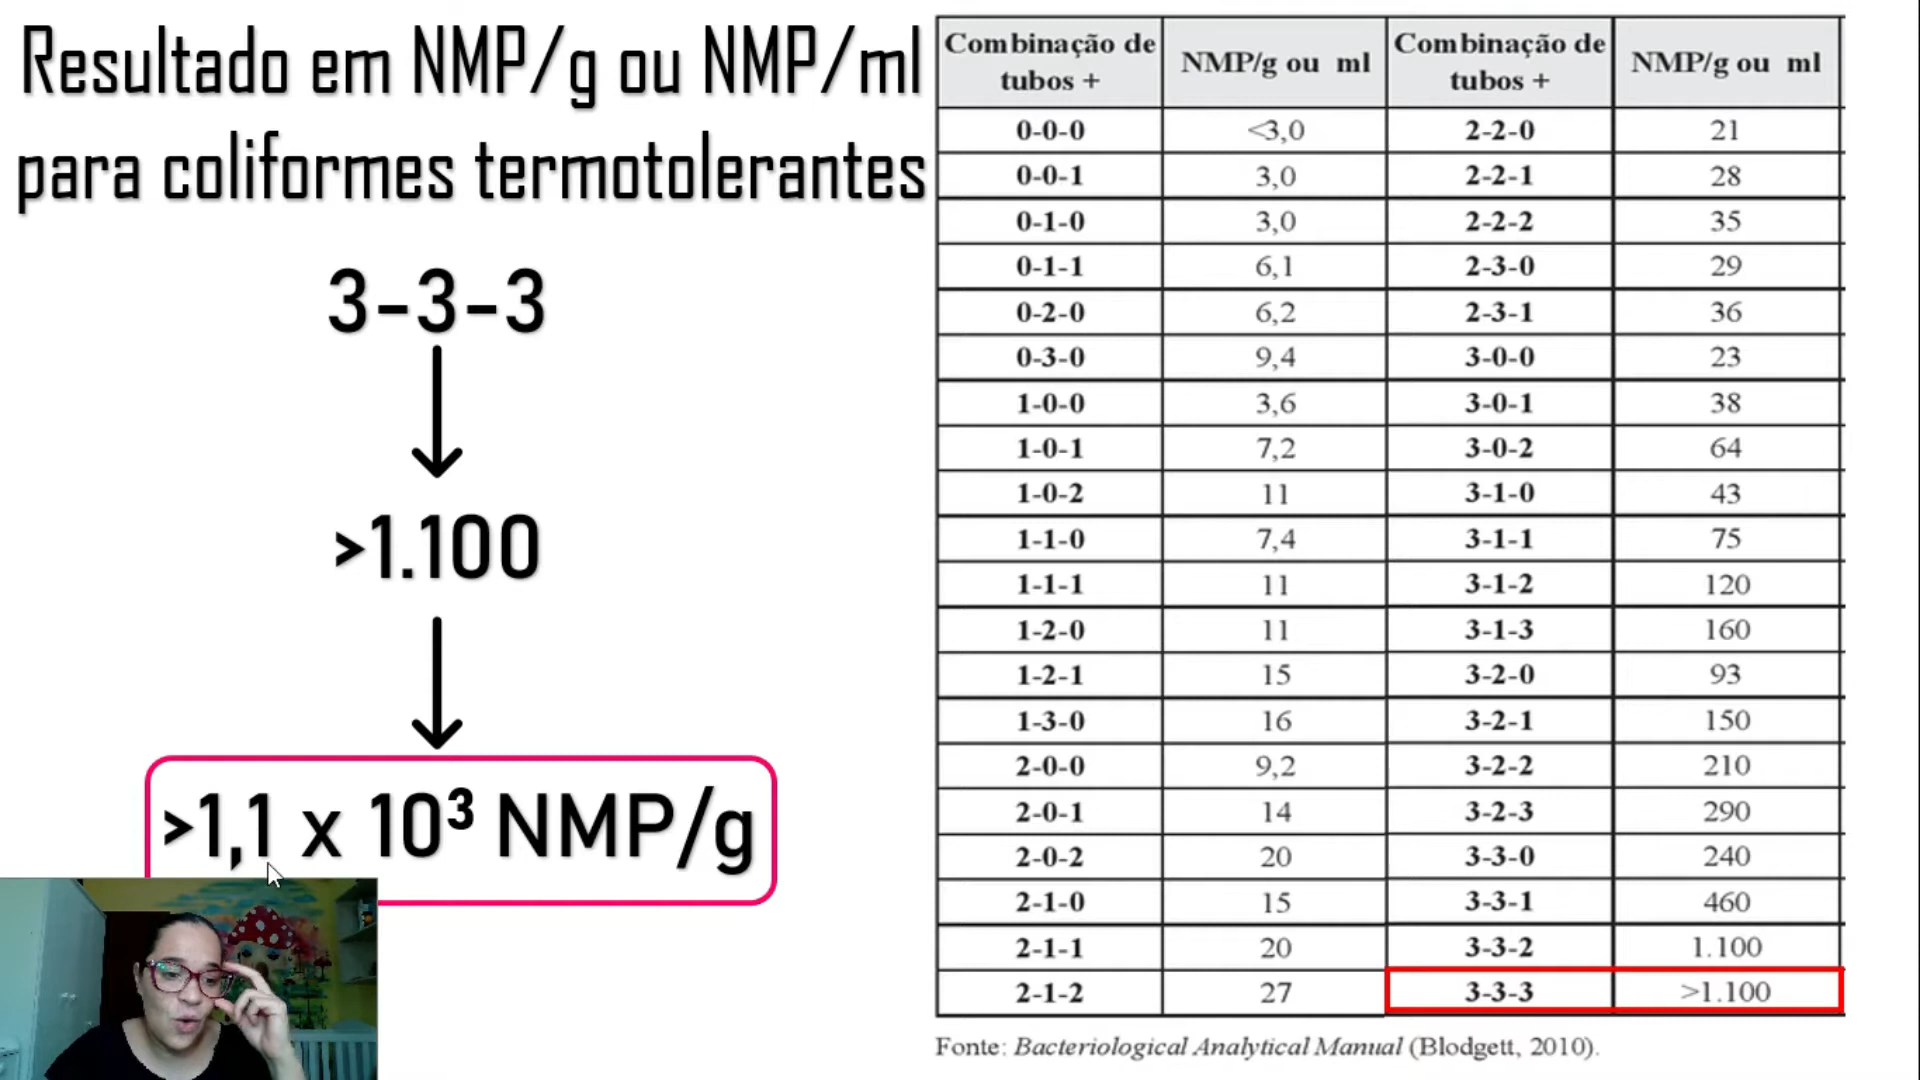 Resultado em NMP/g ou NMP/ml
para coliformes termotolerantes
3-3-3
>1.100
>1,1 x 10³ NMP/g
Combinação de tubos + NMP/g ou ml Combinação de tubos + NMP/g ou ml
0-0-0 <3,0 2-2-0 21
0-0-1 3,0 2-2-1 28
0-1-0 3,0 2-2-2 35
0-1-1 6,1 2-3-0 29
0-2-0 6,2 2-3-1 36
0-3-0 9,4 3-0-0 23
1-0-0 3,6 3-0-1 38
1-0-1 7,2 3-0-2 64
1-0-2 11 3-1-0 43
1-1-0 7,4 3-1-1 75
1-1-1 11 3-1-2 120
1-2-0 11 3-1-3 160
1-2-1 15 3-2-0 93
1-3-0 16 3-2-1 150
2-0-0 9,2 3-2-2 210
2-0-1 14 3-2-3 290
2-0-2 20 3-3-0 240
2-1-0 15 3-3-1 460
2-1-1 20 3-3-2 1.100
2-1-2 27 3-3-3 >1.100
Fonte: Bacteriological Analytical Manual (Blodgett, 2010).